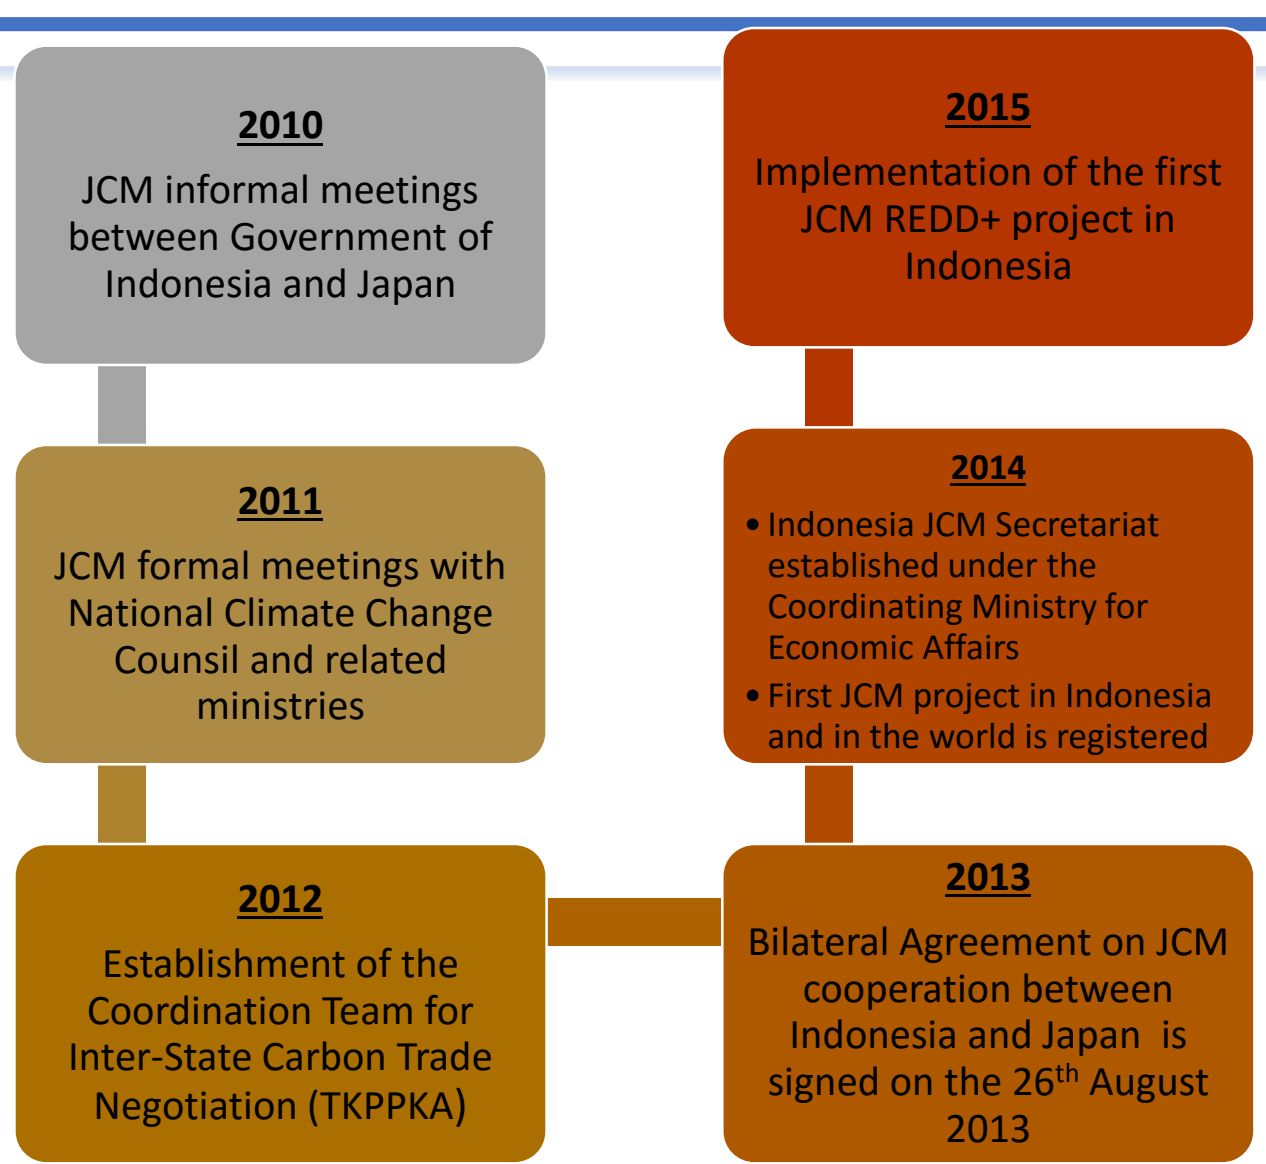 2010
JCM informal meetings
between Government of
Indonesia and Japan
2011
JCM formal meetings with
National Climate Change
Counsil and related
ministries
2012
Establishment of the
Coordination Team for
Inter-State Carbon Trade
Negotiation (TKPPKA)
2013
Bilateral Agreement on JCM
cooperation between
Indonesia and Japan is
signed on the 26th August
2013
2014
• Indonesia JCM Secretariat
established under the
Coordinating Ministry for
Economic Affairs
• First JCM project in Indonesia
and in the world is registered
2015
Implementation of the first
JCM REDD+ project in
Indonesia